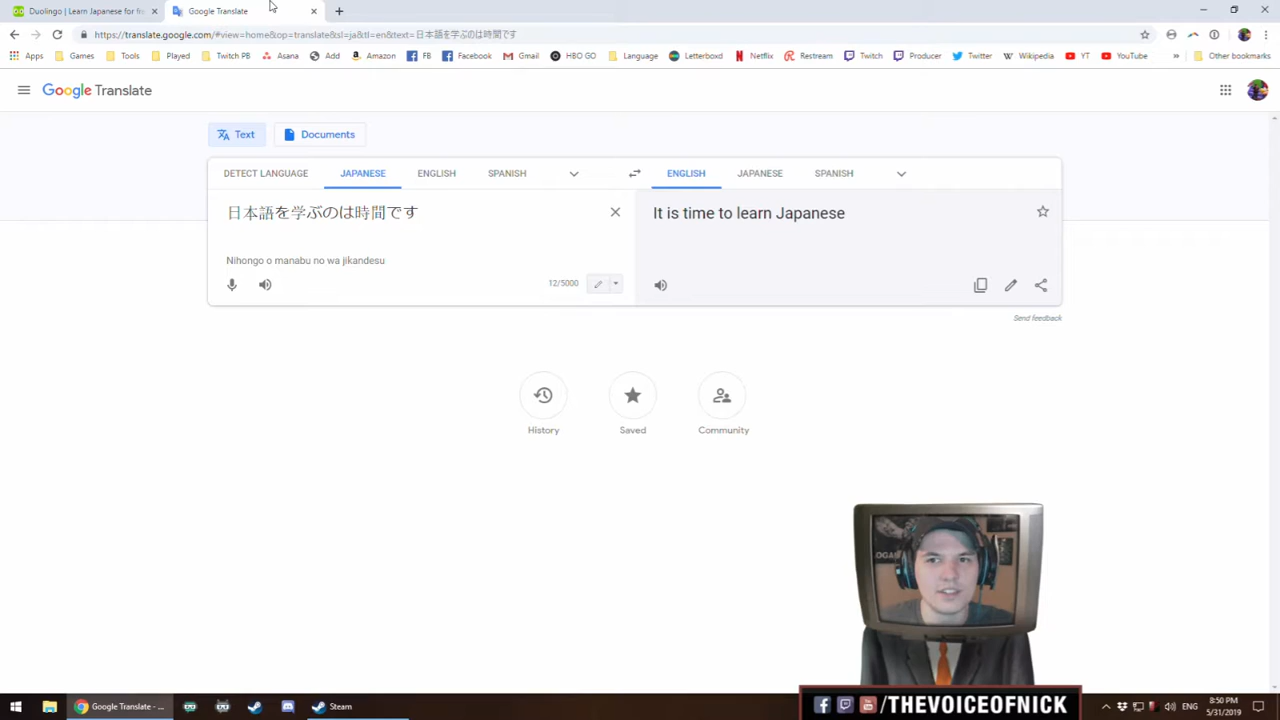 Duolingo | Learn Japanese for fr
Google Translate
https://translate.google.com/#view=home&op=translate&sl=ja&tl=en&text=日本語を学ぶのは時間です
Apps Games Tools Played Twitch PB Asana Add Amazon FB Facebook Gmail HBO GO Language Letterboxd Netflix Restream Twitch Producer Twitter Wikipedia YT YouTube » Other bookmarks
Google Translate
Text Documents
DETECT LANGUAGE JAPANESE ENGLISH SPANISH ENGLISH JAPANESE SPANISH
日本語を学ぶのは時間です
It is time to learn Japanese
Nihongo o manabu no wa jikandesu
12/5000
Send feedback
History Saved Community
/THEVOICEOFNICK
Google Translate - ... Steam
ENG
8:50 PM
5/31/2019